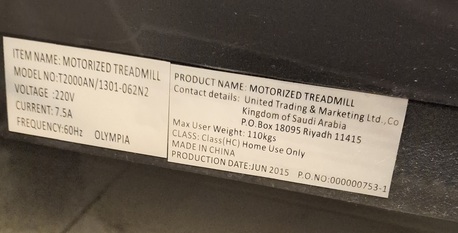 ITEM NAME: MOTORIZED TREADMILL
MODEL NO:T2000AN/1301-062N2
VOLTAGE :220V
CURRENT: 7.5A
FREQUENCY:60Hz OLYMPIA
PRODUCT NAME: MOTORIZED TREADMILL
Contact details: United Trading & Marketing Ltd.,Co
Kingdom of Saudi Arabia
P.O.Box 18095 Riyadh 11415
Max User Weight: 110kgs
CLASS: Class(HC) Home Use Only
MADE IN CHINA
PRODUCTION DATE:JUN 2015 P.O.NO:000000753-1